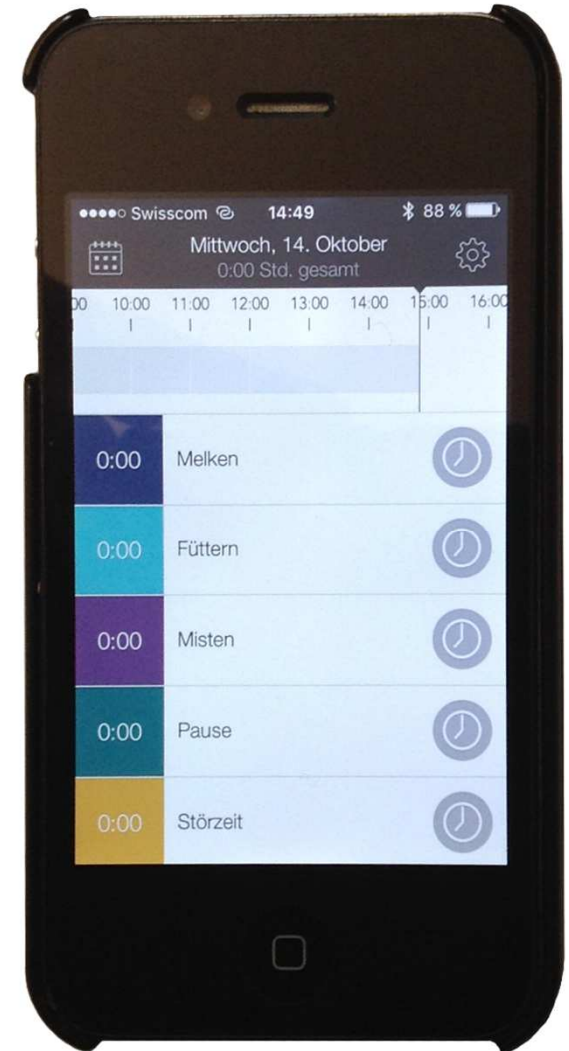 Swisscom 14:49 88 %
Mittwoch, 14. Oktober
0:00 Std. gesamt
00 10:00 11:00 12:00 13:00 14:00 15:00 16:00
0:00 Melken
0:00 Füttern
0:00 Misten
0:00 Pause
0:00 Störzeit